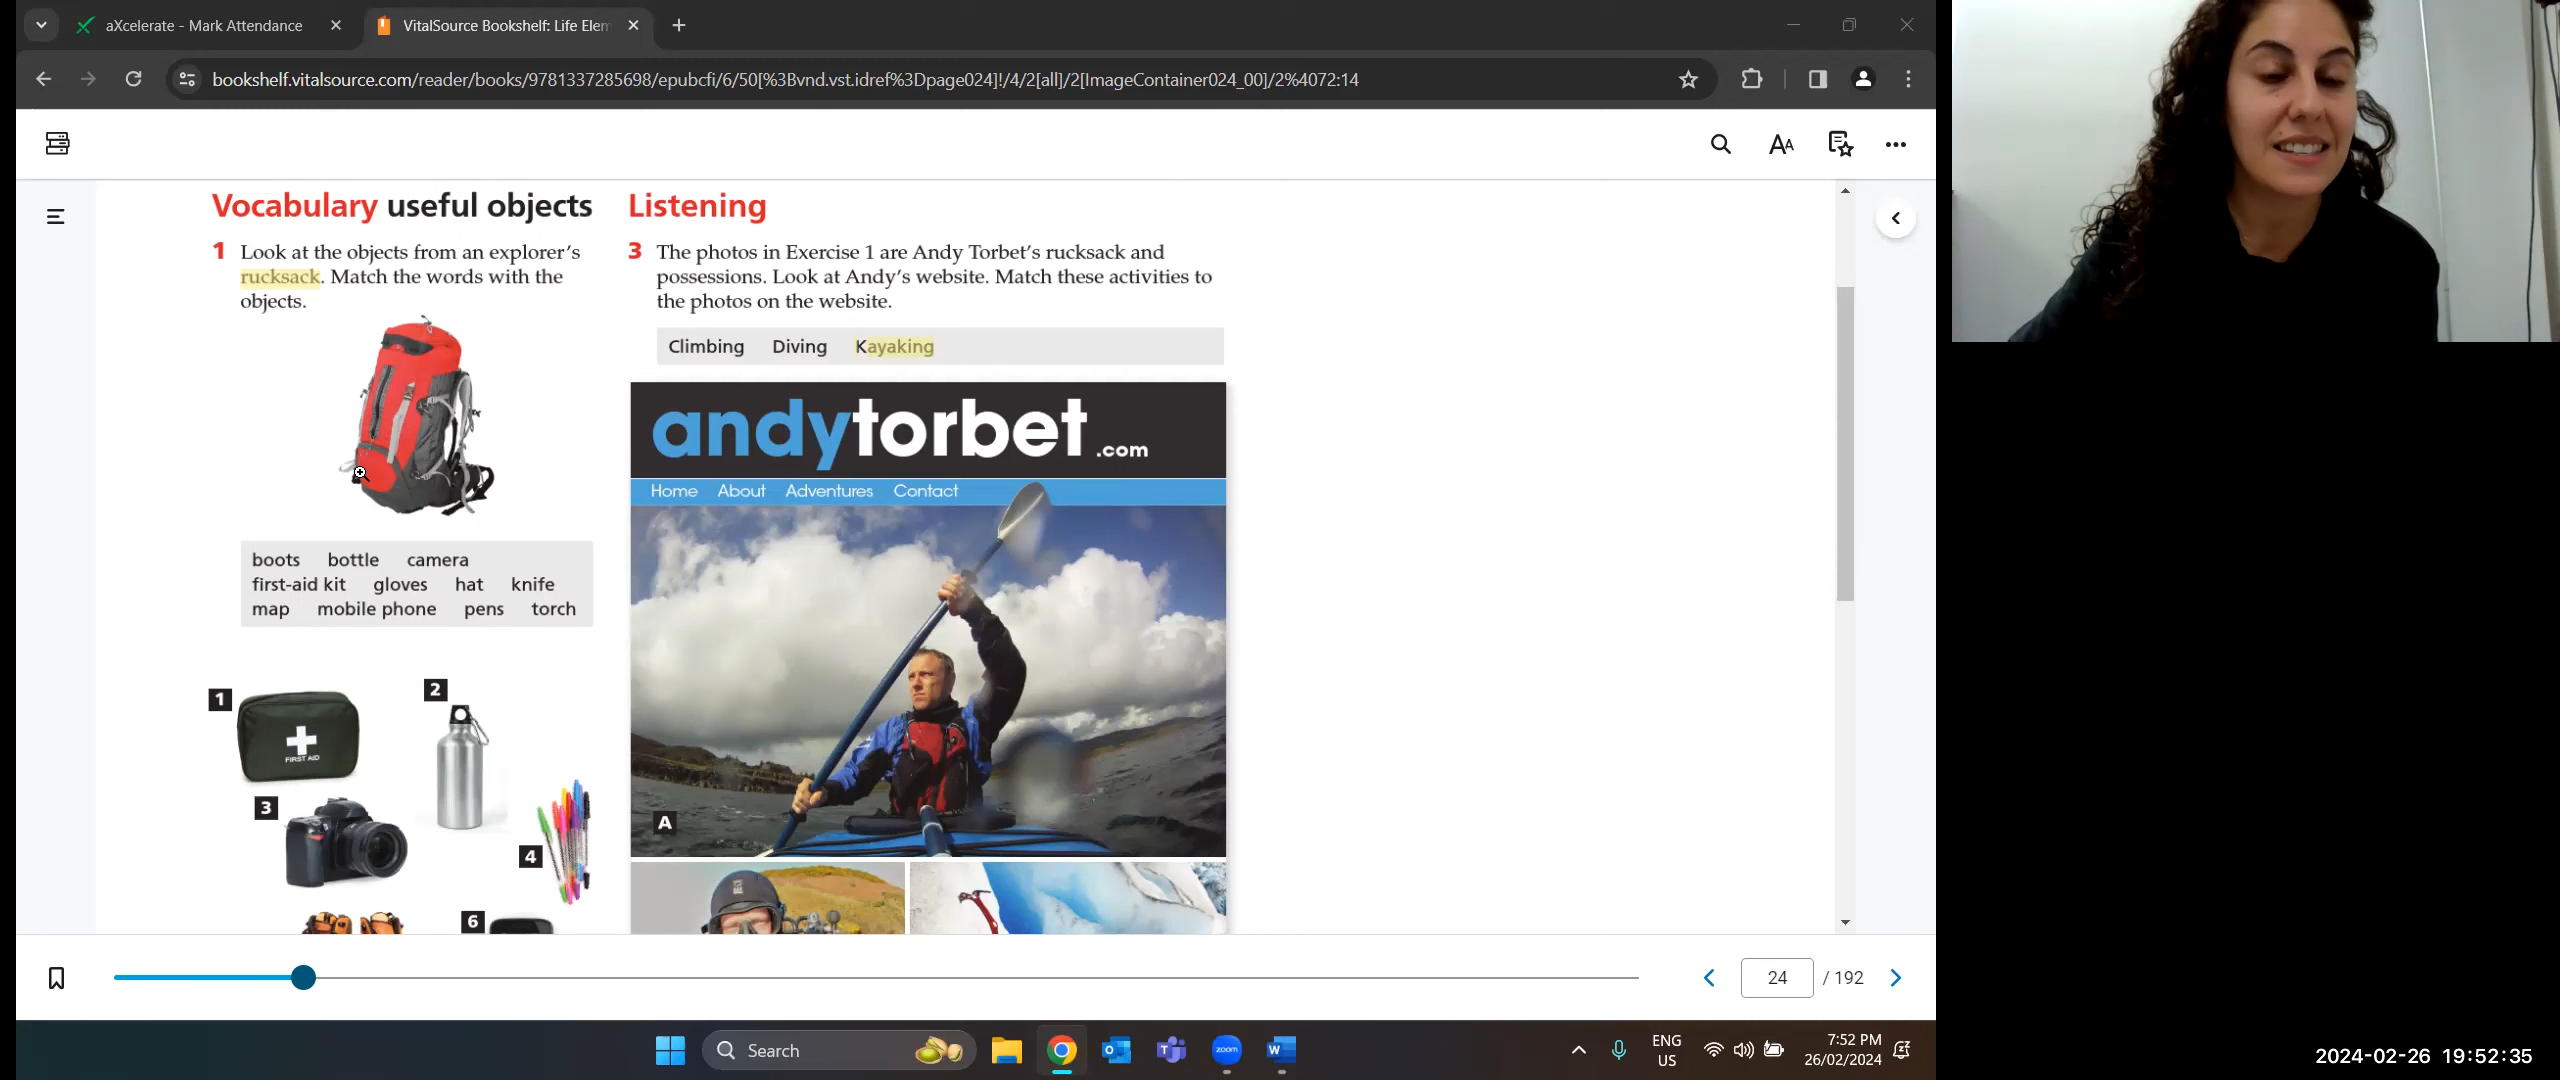 aXcelerate - Mark Attendance
VitalSource Bookshelf: Life Elem
bookshelf.vitalsource.com/reader/books/9781337285698/epubcfi/6/50[%3Bvnd.vst.idref%3Dpage024]!/4/2[all]/2[ImageContainer024_00]/2%4072:14
Vocabulary useful objects
1 Look at the objects from an explorer's
rucksack. Match the words with the
objects.
boots bottle camera
first-aid kit gloves hat knife
map mobile phone pens torch
1
FIRST AID
2
3
4
6
Listening
3 The photos in Exercise 1 are Andy Torbet's rucksack and
possessions. Look at Andy's website. Match these activities to
the photos on the website.
Climbing Diving Kayaking
andytorbet.com
Home About Adventures Contact
A
24 / 192
Search
zoom
ENG
US
7:52 PM
26/02/2024
2024-02-26 19:52:35